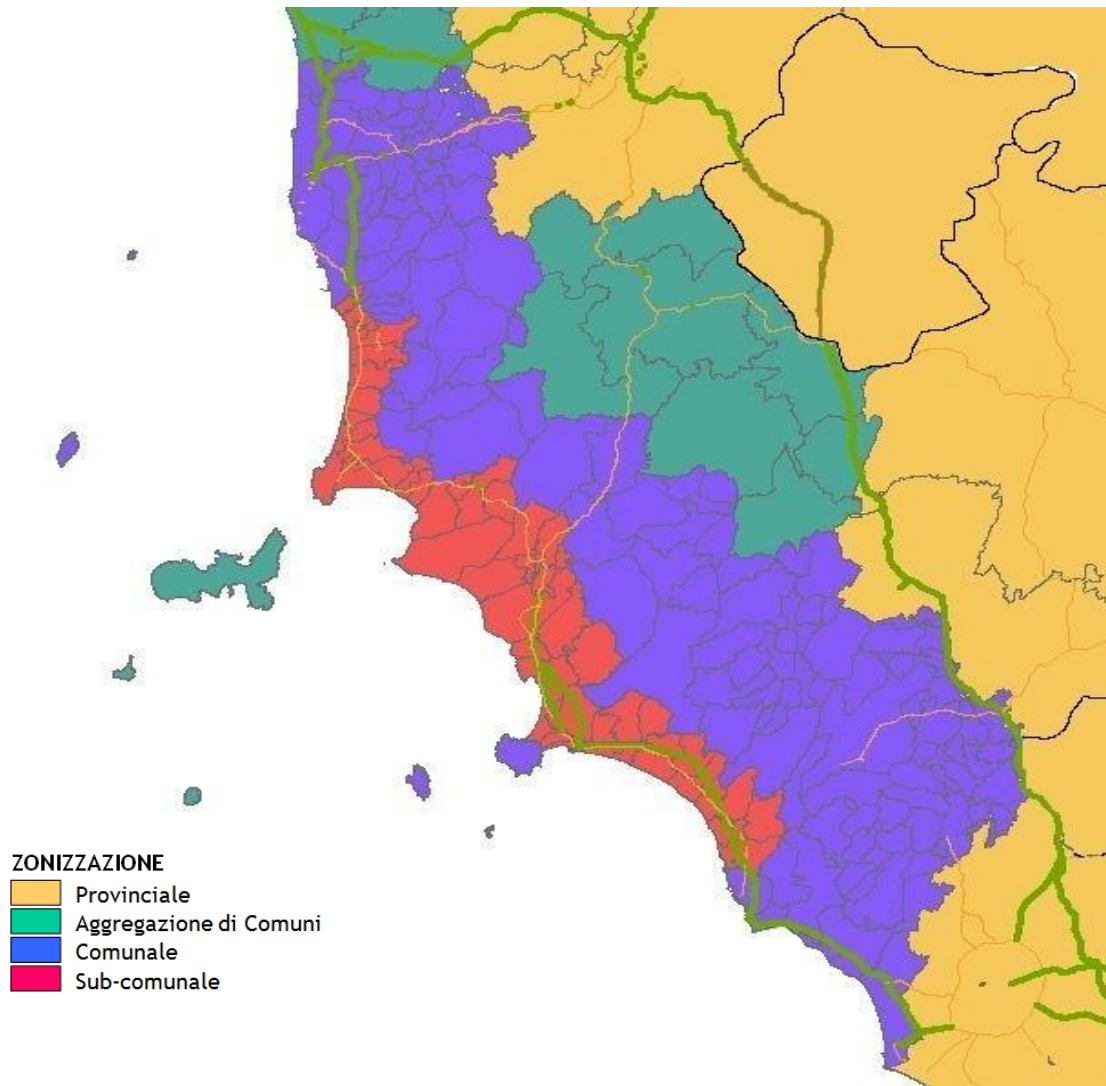 ZONIZZAZIONE
Provinciale
Aggregazione di Comuni
Comunale
Sub-comunale